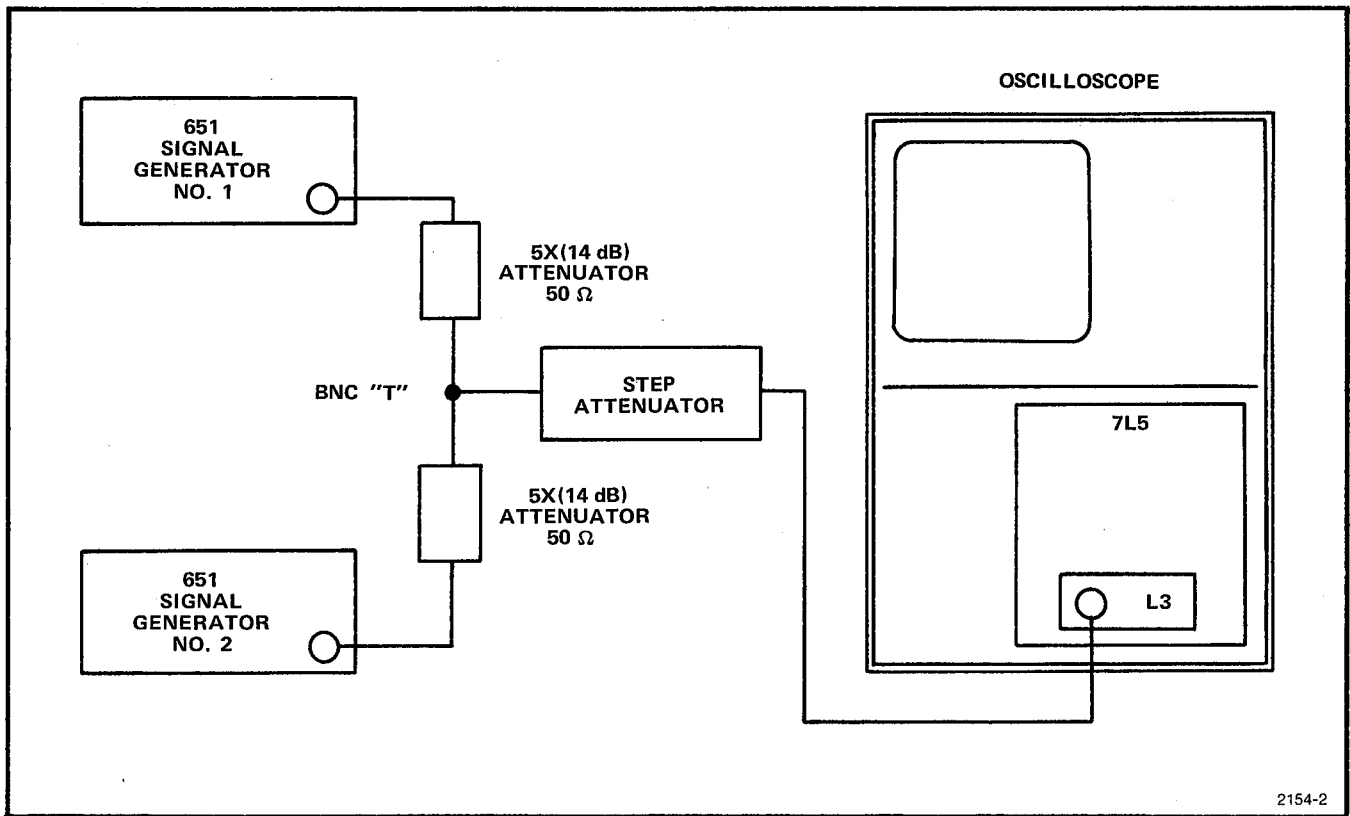 OSCILLOSCOPE
651
SIGNAL
GENERATOR
NO. 1
5X(14 dB)
ATTENUATOR
50 Ω
BNC "T"
STEP
ATTENUATOR
7L5
5X(14 dB)
ATTENUATOR
50 Ω
651
SIGNAL
GENERATOR
NO. 2
L3
2154-2